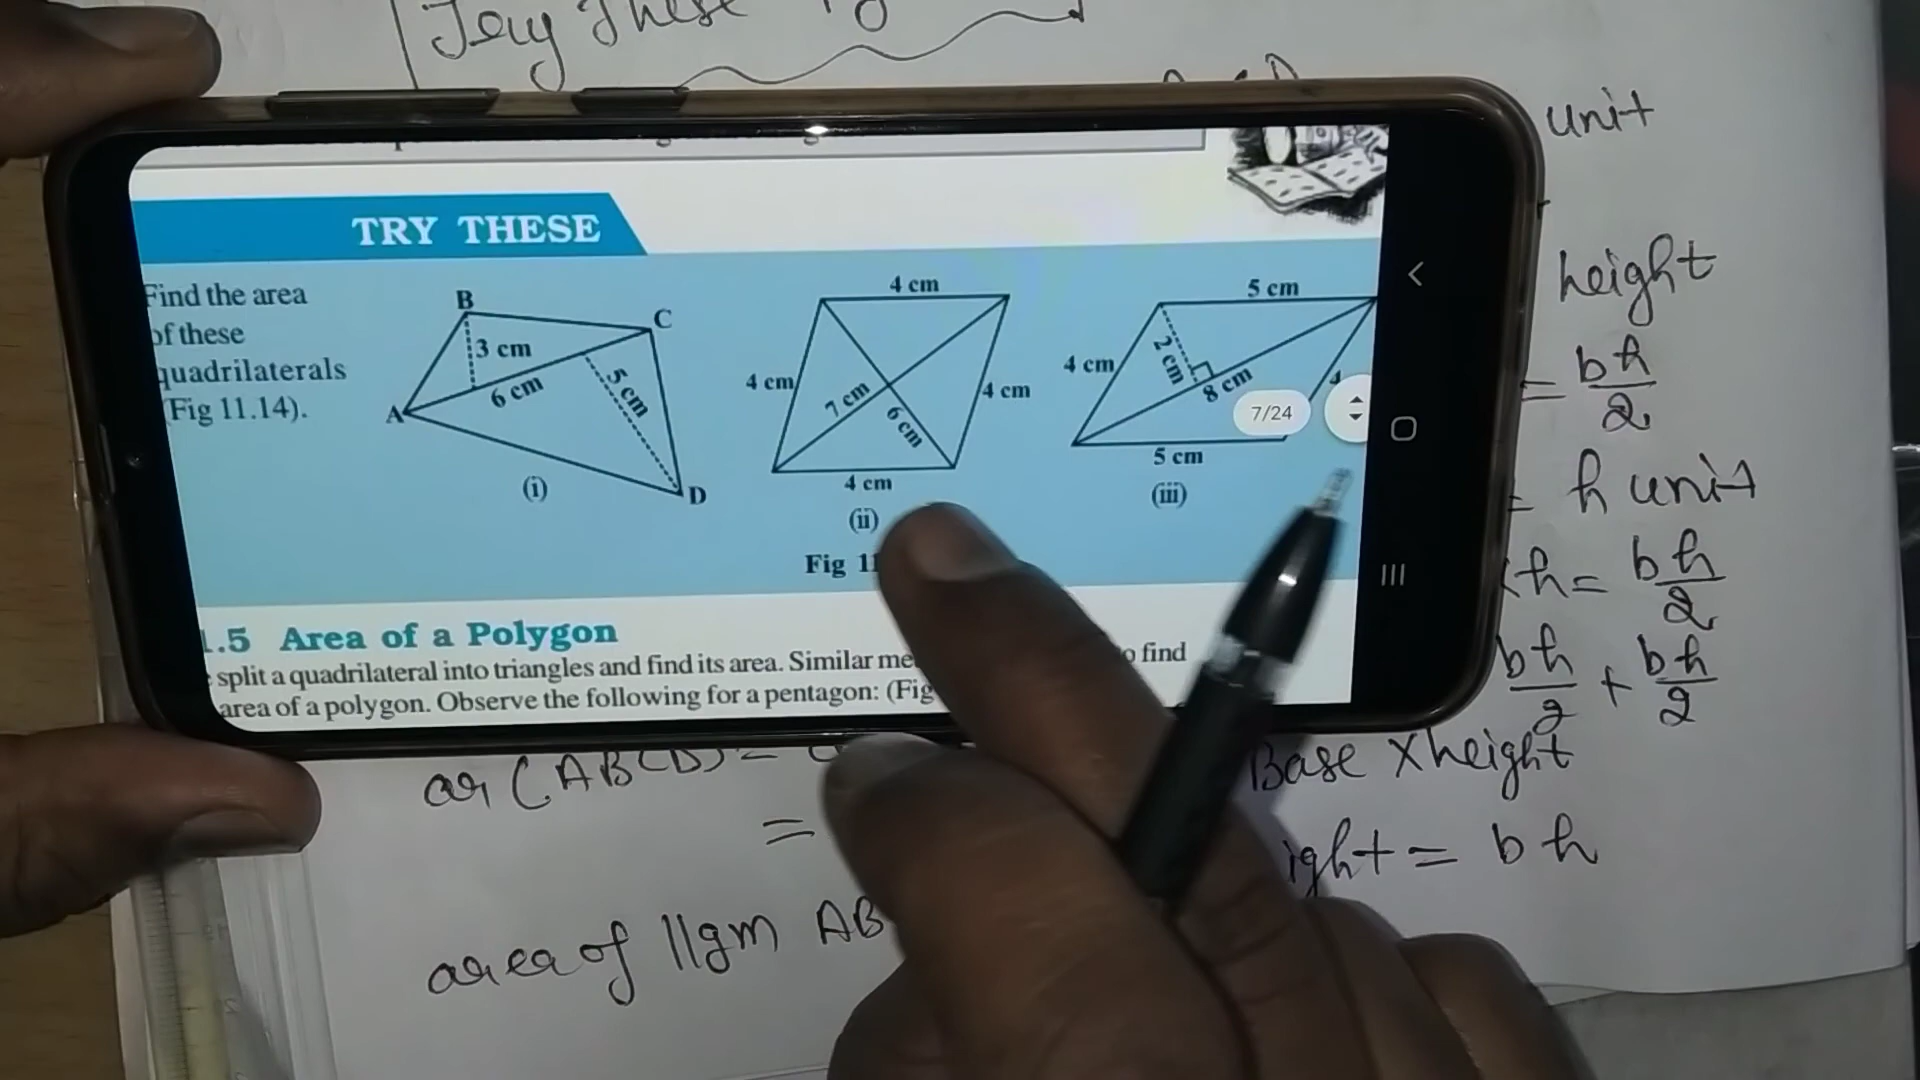 Try These
unit
height
= bh/2
= h unit
h = bh/2
bh/2 + bh/2
Base X height
ight = bh
TRY THESE
Find the area
of these
quadrilaterals
(Fig 11.14).
B
C
3 cm
6 cm
5 cm
A
D
(i)
4 cm
4 cm
7 cm
6 cm
4 cm
4 cm
(ii)
5 cm
4 cm
2 cm
8 cm
4
5 cm
(iii)
7/24
Fig 11
.5 Area of a Polygon
split a quadrilateral into triangles and find its area. Similar me
o find
area of a polygon. Observe the following for a pentagon: (Fig
ar (ABCD) =
=
area of llgm AB